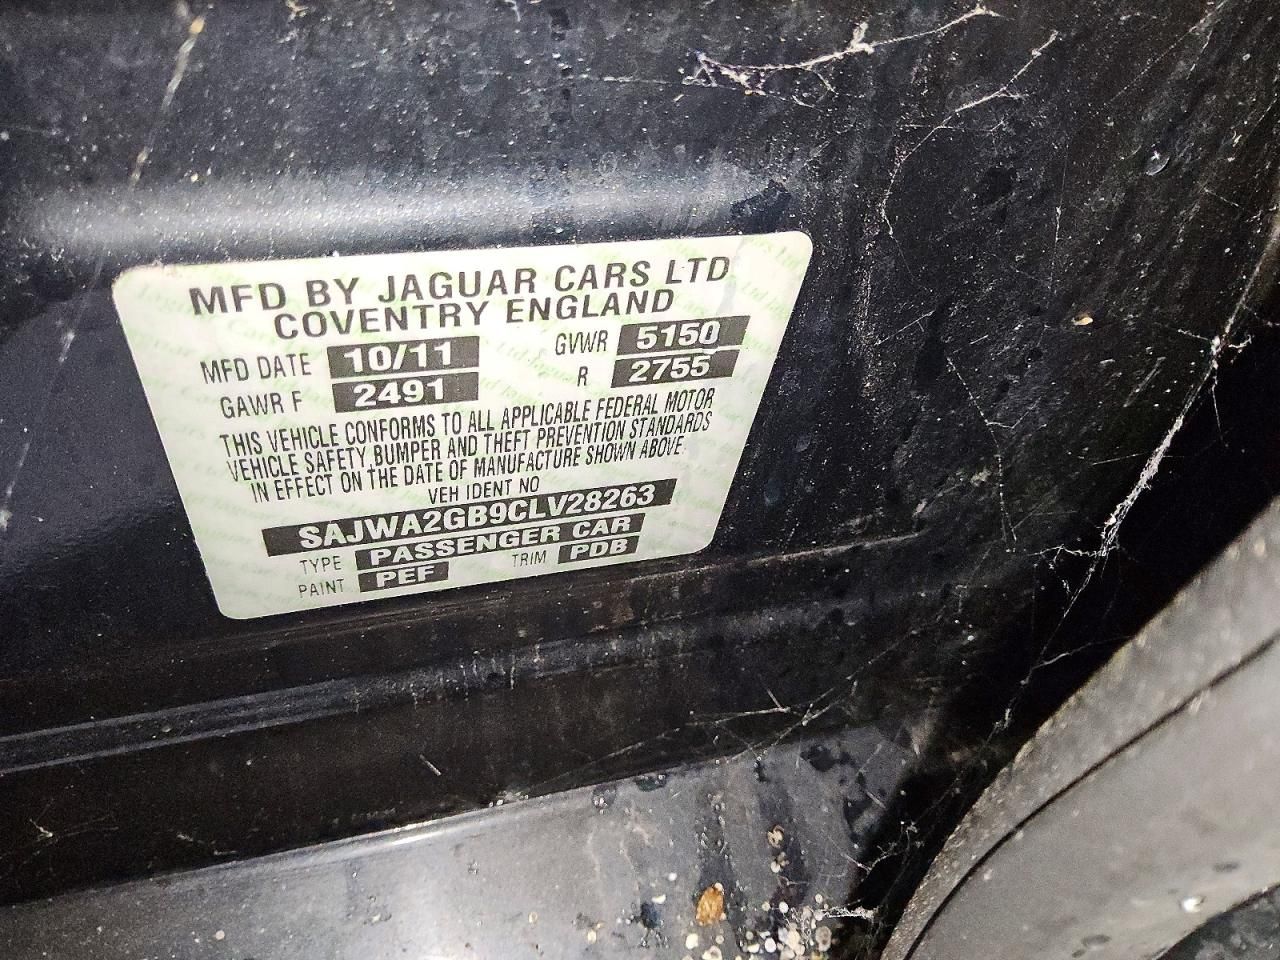 MFD BY JAGUAR CARS LTD
COVENTRY ENGLAND
MFD DATE 10/11 GVWR 5150
GAWR F 2491 R 2755
THIS VEHICLE CONFORMS TO ALL APPLICABLE FEDERAL MOTOR
VEHICLE SAFETY, BUMPER AND THEFT PREVENTION STANDARDS
IN EFFECT ON THE DATE OF MANUFACTURE SHOWN ABOVE.
VEH IDENT NO
SAJWA2GB9CLV28263
TYPE PASSENGER CAR
PAINT PEF TRIM PDB